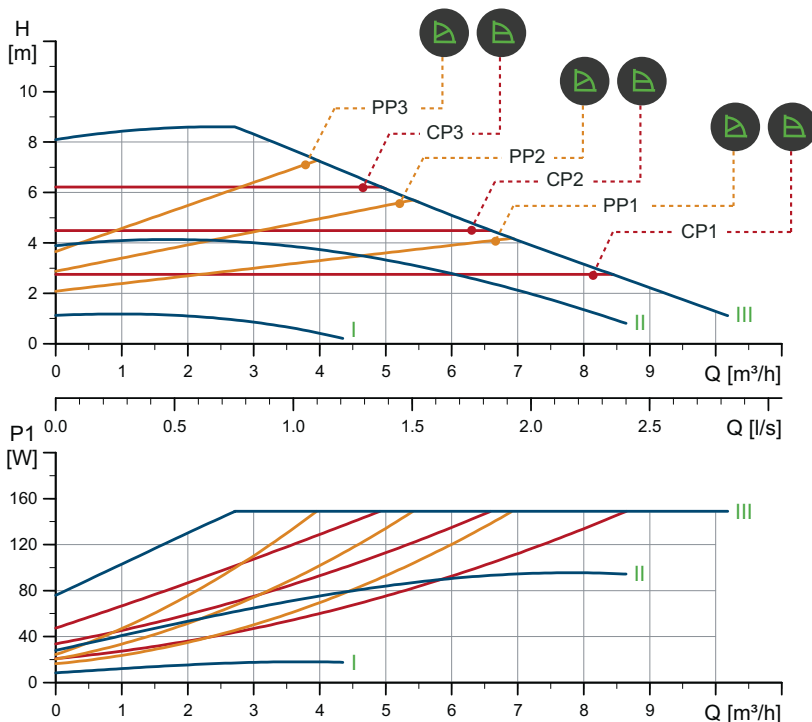 H
[m]
10
8
6
4
2
0
PP3
CP3
PP2
CP2
PP1
CP1
I
II
III
0 1 2 3 4 5 6 7 8 9 Q [m³/h]
0.0 0.5 1.0 1.5 2.0 2.5 Q [l/s]
P1
[W]
160
120
80
40
0
III
II
I
0 1 2 3 4 5 6 7 8 9 Q [m³/h]